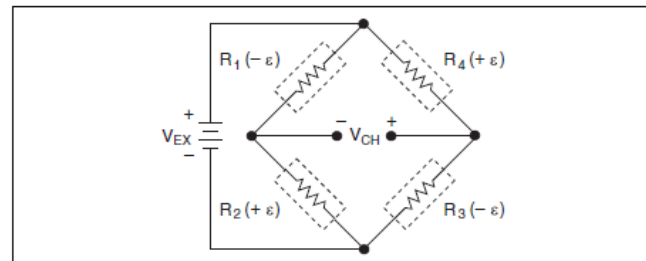 R1 (− ε) R4 (+ ε)
+ − VCH +
VEX
−
R2 (+ ε) R3 (− ε)